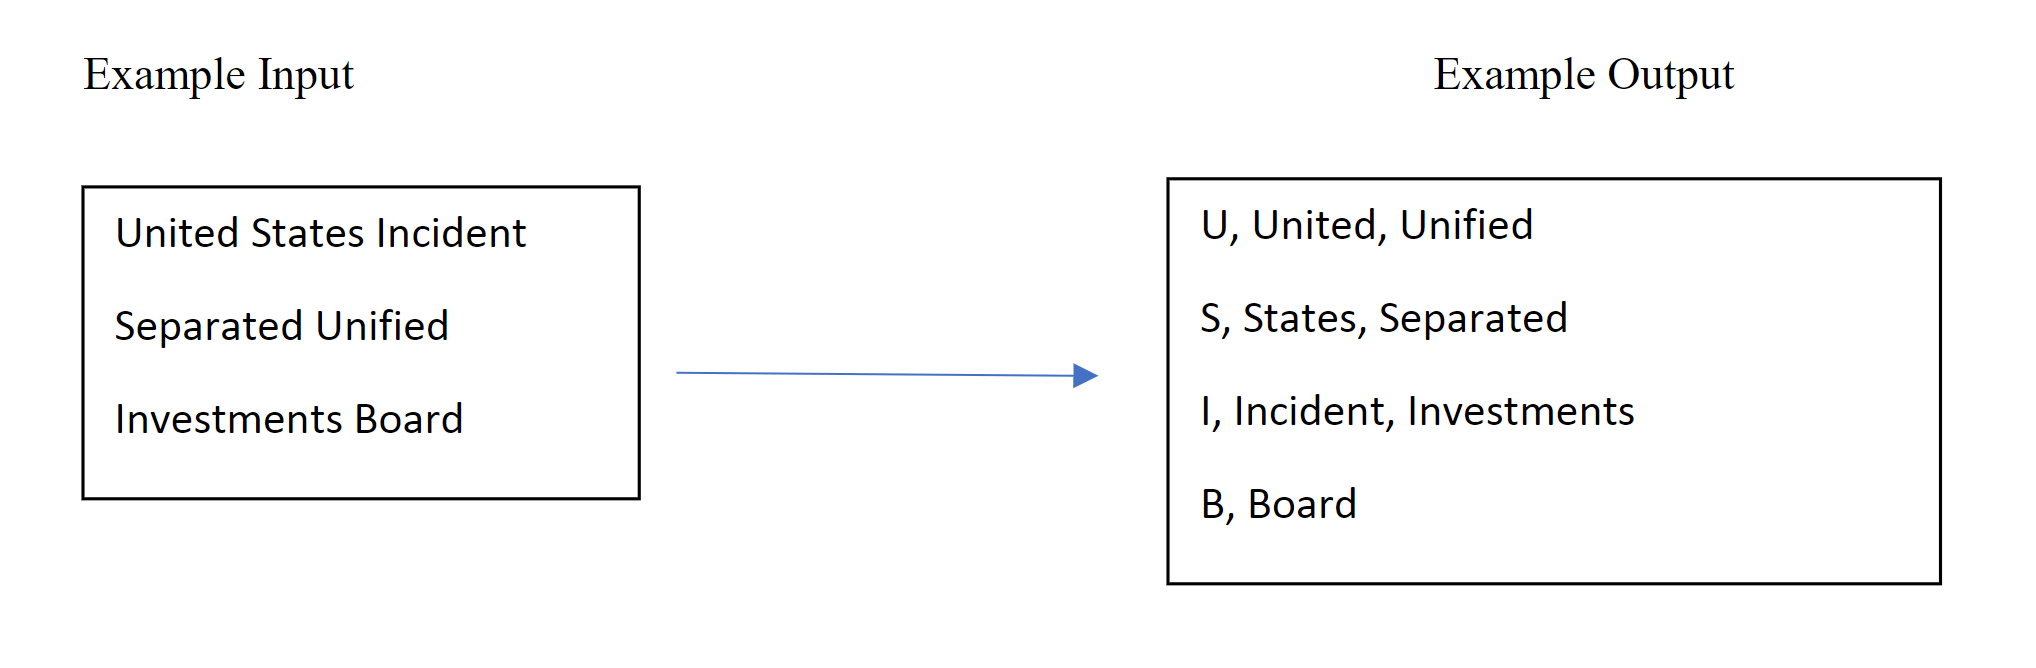 Example Input
Example Output
United States Incident
Separated Unified
Investments Board
U, United, Unified
S, States, Separated
I, Incident, Investments
B, Board